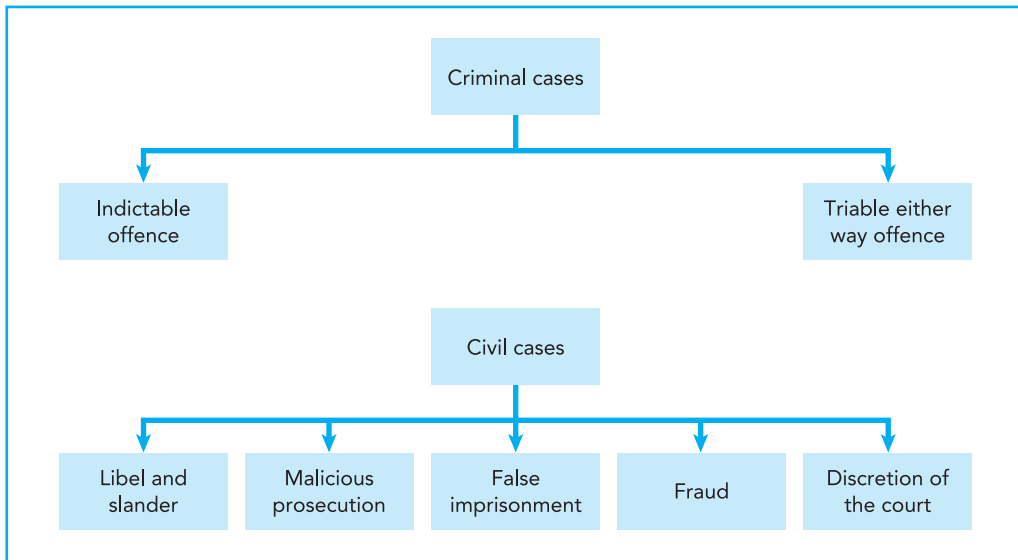 Criminal cases
Indictable
offence
Triable either
way offence
Civil cases
Libel and
slander
Malicious
prosecution
False
imprisonment
Fraud
Discretion of
the court